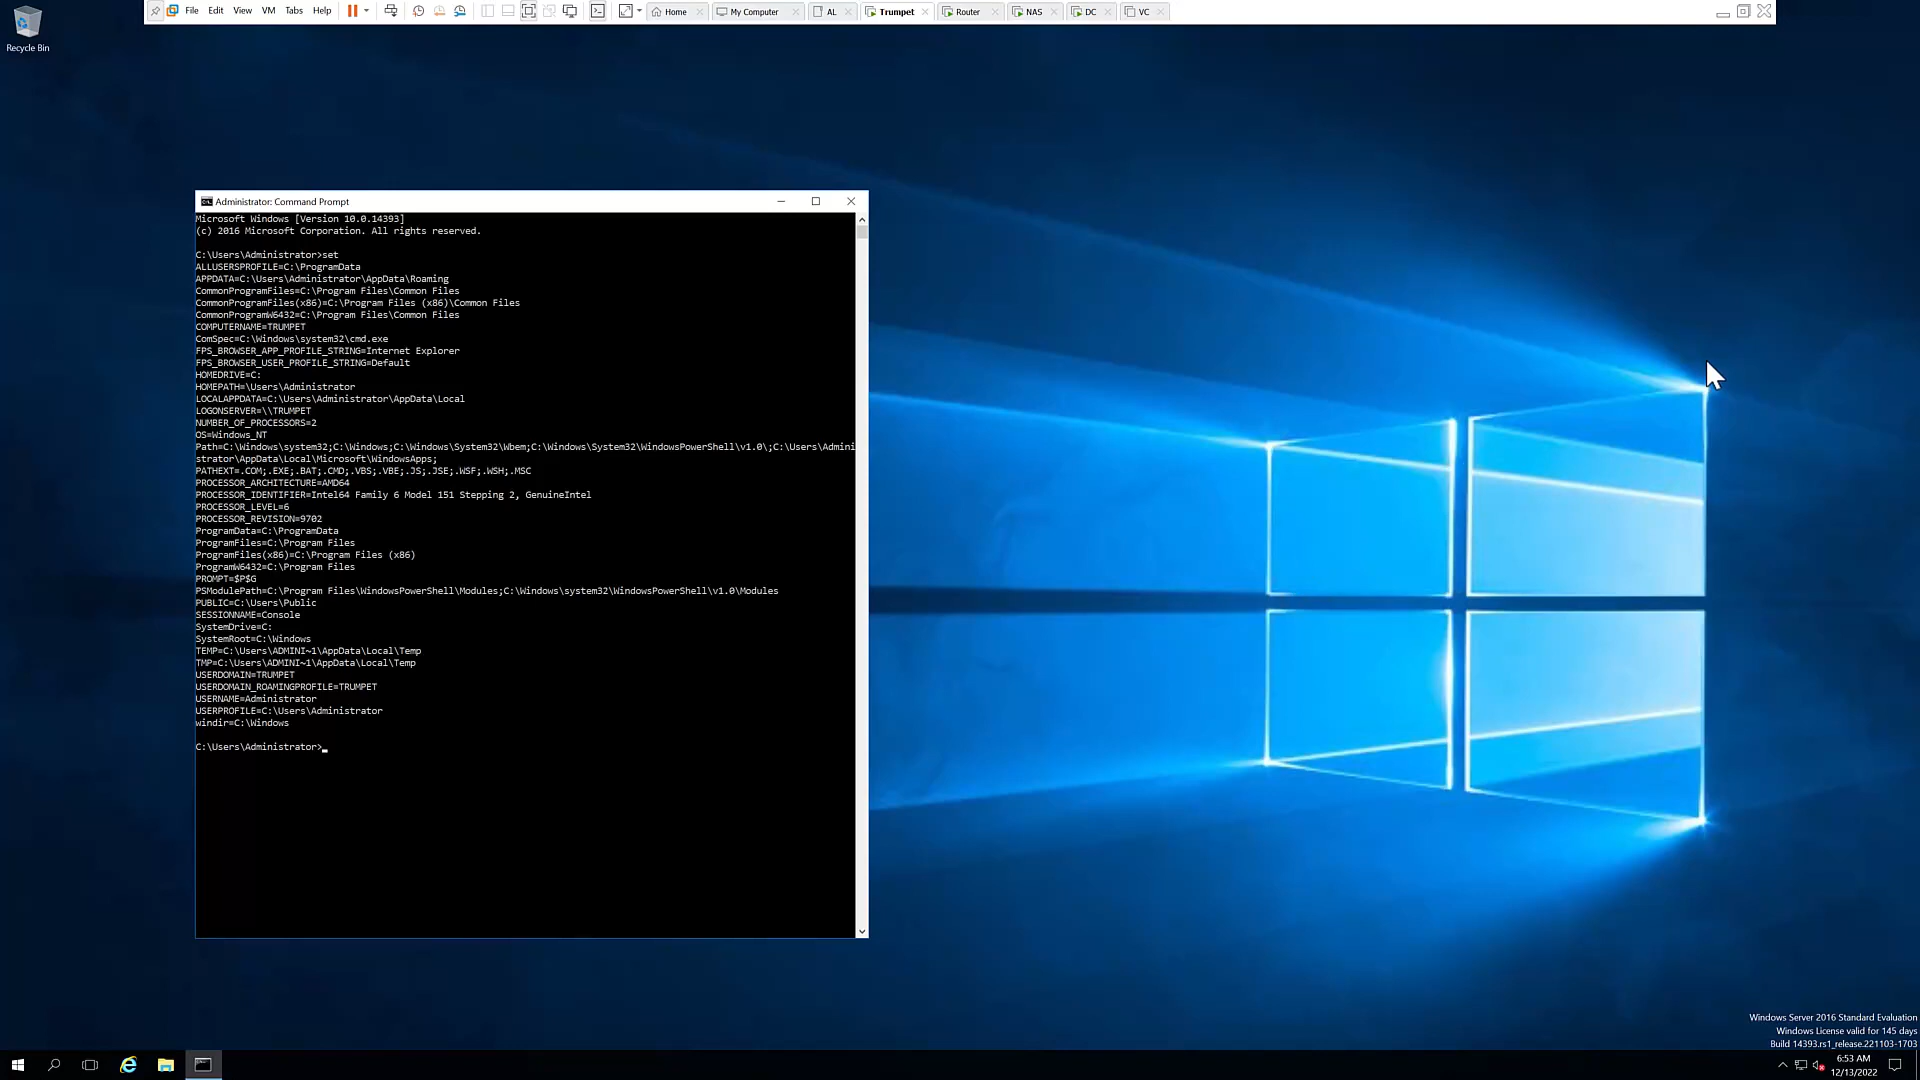 File Edit View VM Tabs Help Home My Computer AL Trumpet Router NAS DC VC
Recycle Bin
Administrator: Command Prompt
Microsoft Windows [Version 10.0.14393]
(c) 2016 Microsoft Corporation. All rights reserved.
C:\Users\Administrator>set
ALLUSERSPROFILE=C:\ProgramData
APPDATA=C:\Users\Administrator\AppData\Roaming
CommonProgramFiles=C:\Program Files\Common Files
CommonProgramFiles(x86)=C:\Program Files (x86)\Common Files
CommonProgramW6432=C:\Program Files\Common Files
COMPUTERNAME=TRUMPET
ComSpec=C:\Windows\system32\cmd.exe
FPS_BROWSER_APP_PROFILE_STRING=Internet Explorer
FPS_BROWSER_USER_PROFILE_STRING=Default
HOMEDRIVE=C:
HOMEPATH=\Users\Administrator
LOCALAPPDATA=C:\Users\Administrator\AppData\Local
LOGONSERVER=\\TRUMPET
NUMBER_OF_PROCESSORS=2
OS=Windows_NT
Path=C:\Windows\system32;C:\Windows;C:\Windows\System32\Wbem;C:\Windows\System32\WindowsPowerShell\v1.0\;C:\Users\Admini
strator\AppData\Local\Microsoft\WindowsApps;
PATHEXT=.COM;.EXE;.BAT;.CMD;.VBS;.VBE;.JS;.JSE;.WSF;.WSH;.MSC
PROCESSOR_ARCHITECTURE=AMD64
PROCESSOR_IDENTIFIER=Intel64 Family 6 Model 151 Stepping 2, GenuineIntel
PROCESSOR_LEVEL=6
PROCESSOR_REVISION=9702
ProgramData=C:\ProgramData
ProgramFiles=C:\Program Files
ProgramFiles(x86)=C:\Program Files (x86)
ProgramW6432=C:\Program Files
PROMPT=$P$G
PSModulePath=C:\Program Files\WindowsPowerShell\Modules;C:\Windows\system32\WindowsPowerShell\v1.0\Modules
PUBLIC=C:\Users\Public
SESSIONNAME=Console
SystemDrive=C:
SystemRoot=C:\Windows
TEMP=C:\Users\ADMINI~1\AppData\Local\Temp
TMP=C:\Users\ADMINI~1\AppData\Local\Temp
USERDOMAIN=TRUMPET
USERDOMAIN_ROAMINGPROFILE=TRUMPET
USERNAME=Administrator
USERPROFILE=C:\Users\Administrator
windir=C:\Windows
C:\Users\Administrator>
Windows Server 2016 Standard Evaluation
Windows License valid for 145 days
Build 14393.rs1_release.221103-1703
6:53 AM
12/13/2022